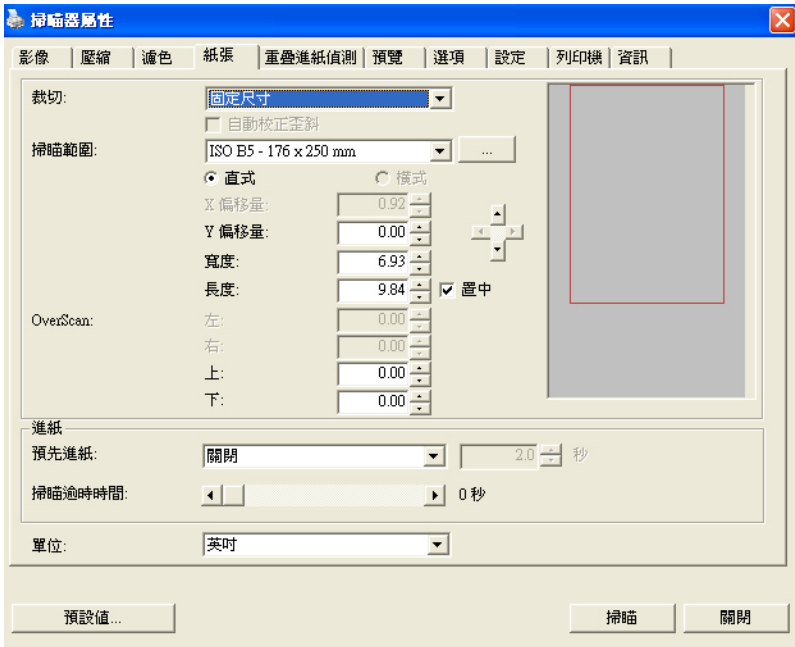 掃瞄器屬性
影像 壓縮 濾色 紙張 重疊進紙偵測 預覽 選項 設定 列印機 資訊
裁切: 固定尺寸
自動校正歪斜
掃瞄範圍: ISO B5 - 176 x 250 mm ...
直式 橫式
X 偏移量: 0.92
Y 偏移量: 0.00
寬度: 6.93
長度: 9.84 置中
OverScan: 左: 0.00
右: 0.00
上: 0.00
下: 0.00
進紙
預先進紙: 關閉 2.0 秒
掃瞄逾時時間: 0 秒
單位: 英吋
預設值... 掃瞄 關閉